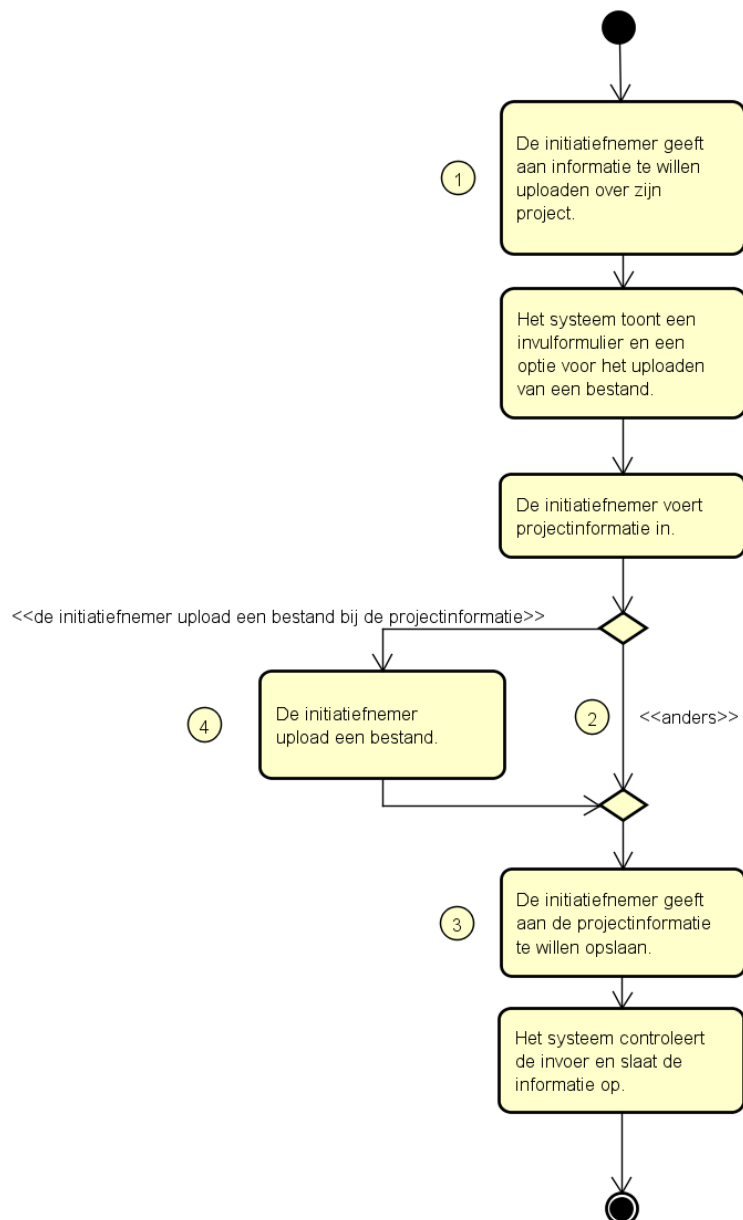 De initiatiefnemer geeft
aan informatie te willen
uploaden over zijn
project.
1
Het systeem toont een
invulformulier en een
optie voor het uploaden
van een bestand.
De initiatiefnemer voert
projectinformatie in.
<<de initiatiefnemer upload een bestand bij de projectinformatie>>
De initiatiefnemer
upload een bestand.
4
2
<<anders>>
De initiatiefnemer geeft
aan de projectinformatie
te willen opslaan.
3
Het systeem controleert
de invoer en slaat de
informatie op.